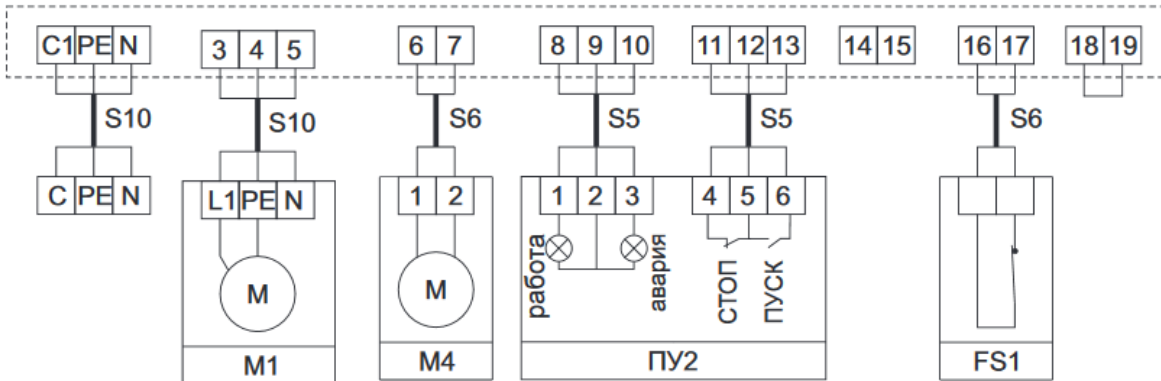 C1 PE N 3 4 5 6 7 8 9 10 11 12 13 14 15 16 17 18 19
S10 S10 S6 S5 S5 S6
C PE N L1 PE N 1 2 1 2 3 4 5 6
работа авария СТОП ПУСК
M M
M1 M4 ПУ2 FS1